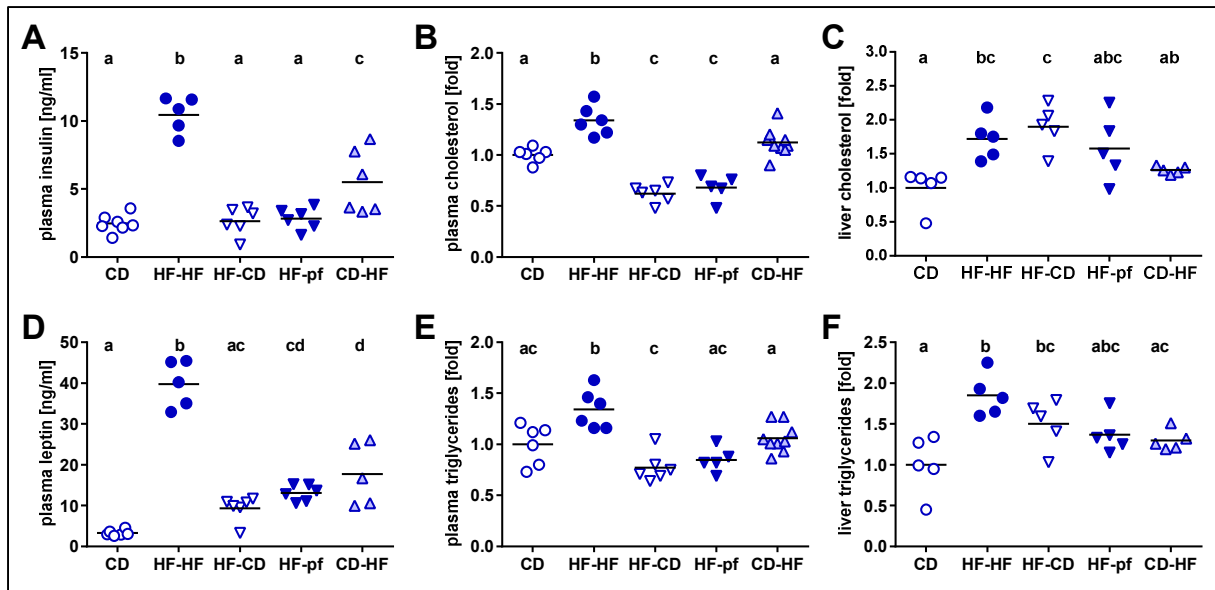 A
plasma insulin [ng/ml]
15
10
5
0
a b a a c
CD HF-HF HF-CD HF-pf CD-HF
B
plasma cholesterol [fold]
2.0
1.5
1.0
0.5
0.0
a b c c a
CD HF-HF HF-CD HF-pf CD-HF
C
liver cholesterol [fold]
3.0
2.5
2.0
1.5
1.0
0.5
0.0
a bc c abc ab
CD HF-HF HF-CD HF-pf CD-HF
D
plasma leptin [ng/ml]
50
40
30
20
10
0
a b ac cd d
CD HF-HF HF-CD HF-pf CD-HF
E
plasma triglycerides [fold]
2.0
1.5
1.0
0.5
0.0
ac b c ac a
CD HF-HF HF-CD HF-pf CD-HF
F
liver triglycerides [fold]
2.5
2.0
1.5
1.0
0.5
0.0
a b bc abc ac
CD HF-HF HF-CD HF-pf CD-HF